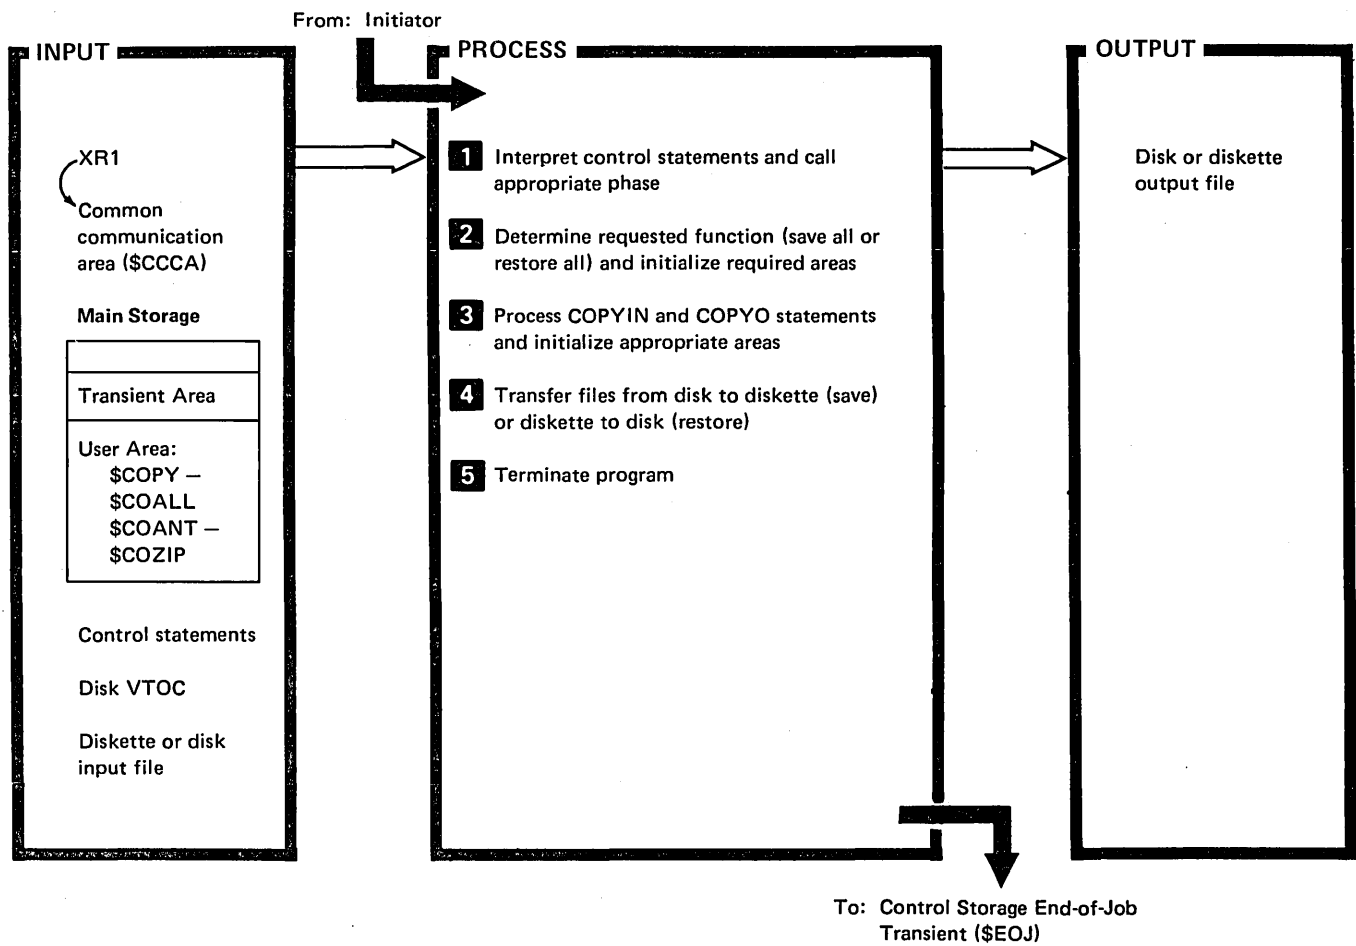 From: Initiator
INPUT
XR1
Common
communication
area ($CCCA)
Main Storage
Transient Area
User Area:
$COPY —
$COALL
$COANT —
$COZIP
Control statements
Disk VTOC
Diskette or disk
input file
PROCESS
1 Interpret control statements and call
appropriate phase
2 Determine requested function (save all or
restore all) and initialize required areas
3 Process COPYIN and COPYO statements
and initialize appropriate areas
4 Transfer files from disk to diskette (save)
or diskette to disk (restore)
5 Terminate program
OUTPUT
Disk or diskette
output file
To: Control Storage End-of-Job
Transient ($EOJ)